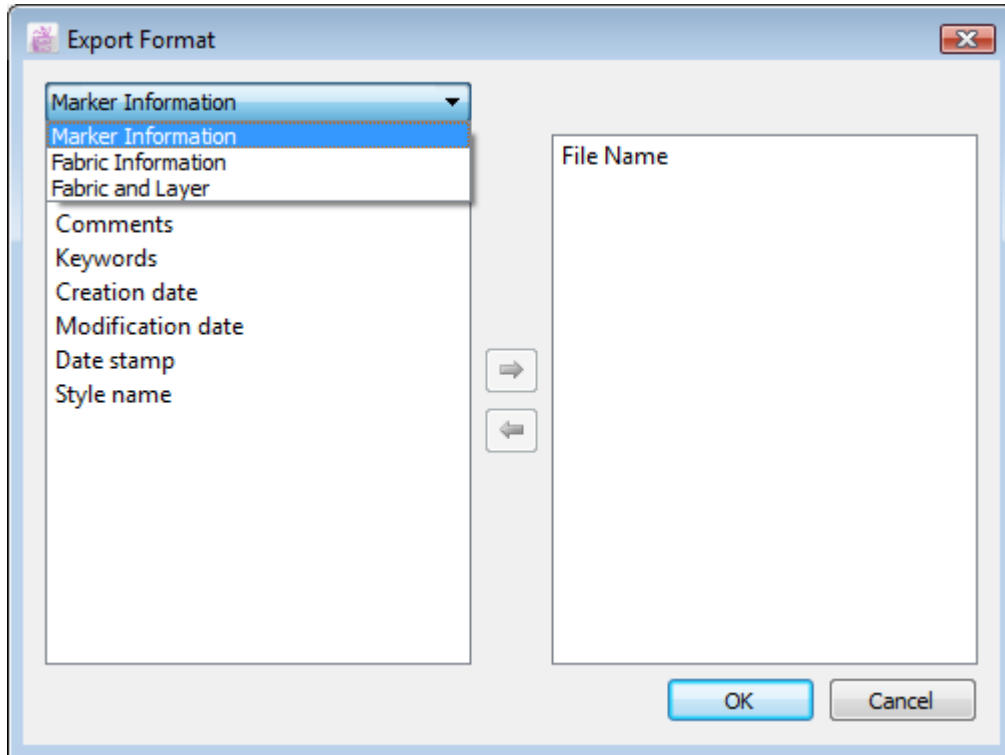 Export Format
Marker Information
Marker Information
Fabric Information
Fabric and Layer
Comments
Keywords
Creation date
Modification date
Date stamp
Style name
File Name
OK
Cancel